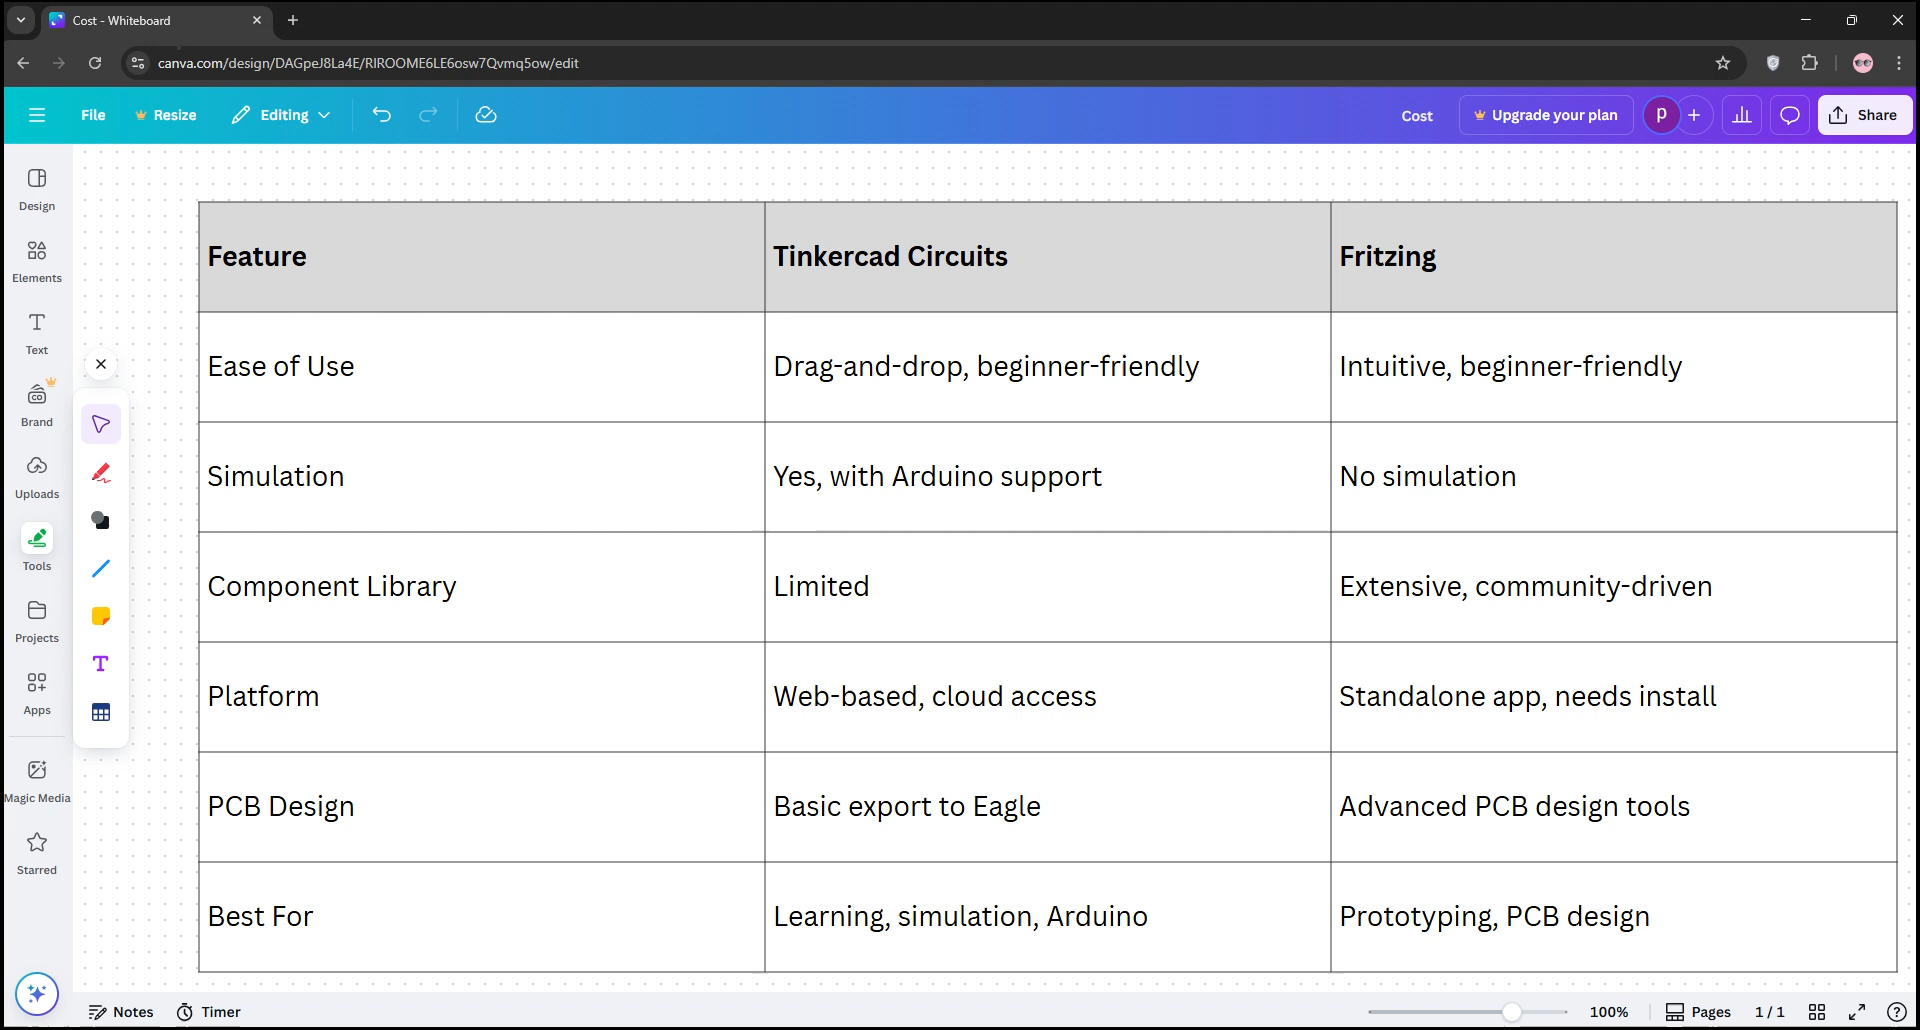 Cost - Whiteboard
canva.com/design/DAGpeJ8La4E/RIROOME6LE6osw7Qvmq5ow/edit
File Resize Editing Cost Upgrade your plan p + Share
Design
Elements
Text
Brand
Uploads
Tools
Projects
Apps
Magic Media
Starred
Feature Tinkercad Circuits Fritzing
Ease of Use Drag-and-drop, beginner-friendly Intuitive, beginner-friendly
Simulation Yes, with Arduino support No simulation
Component Library Limited Extensive, community-driven
Platform Web-based, cloud access Standalone app, needs install
PCB Design Basic export to Eagle Advanced PCB design tools
Best For Learning, simulation, Arduino Prototyping, PCB design
Notes Timer 100% Pages 1 / 1